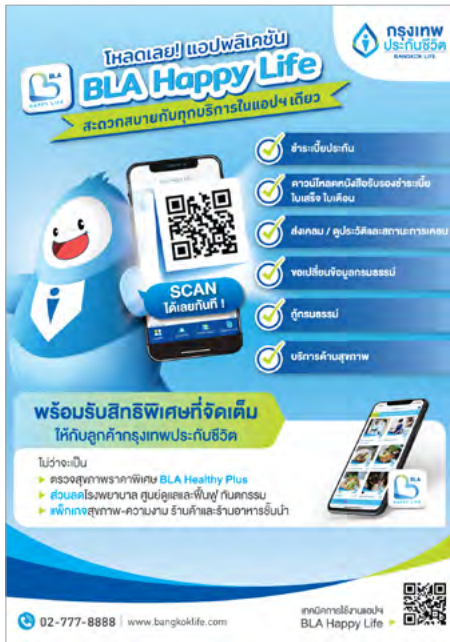 กรุงเทพ
ประกันชีวิต
BANGKOK LIFE
โหลดเลย! แอปพลิเคชัน
BLA
HAPPY LIFE
BLA Happy Life
สะดวกสบายกับทุกบริการในแอปฯ เดียว
ชำระเบี้ยประกัน
ดาวน์โหลดหนังสือรับรองชำระเบี้ย
ใบเสร็จ ใบเตือน
ส่งเคลม / ดูประวัติและสถานะการเคลม
ขอเปลี่ยนข้อมูลกรมธรรม์
กู้กรมธรรม์
บริการด้านสุขภาพ
SCAN
ได้เลยทันที !
พร้อมรับสิทธิพิเศษที่จัดเต็ม
ให้กับลูกค้ากรุงเทพประกันชีวิต
ไม่ว่าจะเป็น
ตรวจสุขภาพราคาพิเศษ BLA Healthy Plus
ส่วนลดโรงพยาบาล ศูนย์ดูแลและฟื้นฟู ทันตกรรม
แพ็กเกจสุขภาพ-ความงาม ร้านค้าและร้านอาหารชั้นนำ
BLA
HAPPY LIFE
02-777-8888 | www.bangkoklife.com
เทคนิคการใช้งานแอปฯ
BLA Happy Life